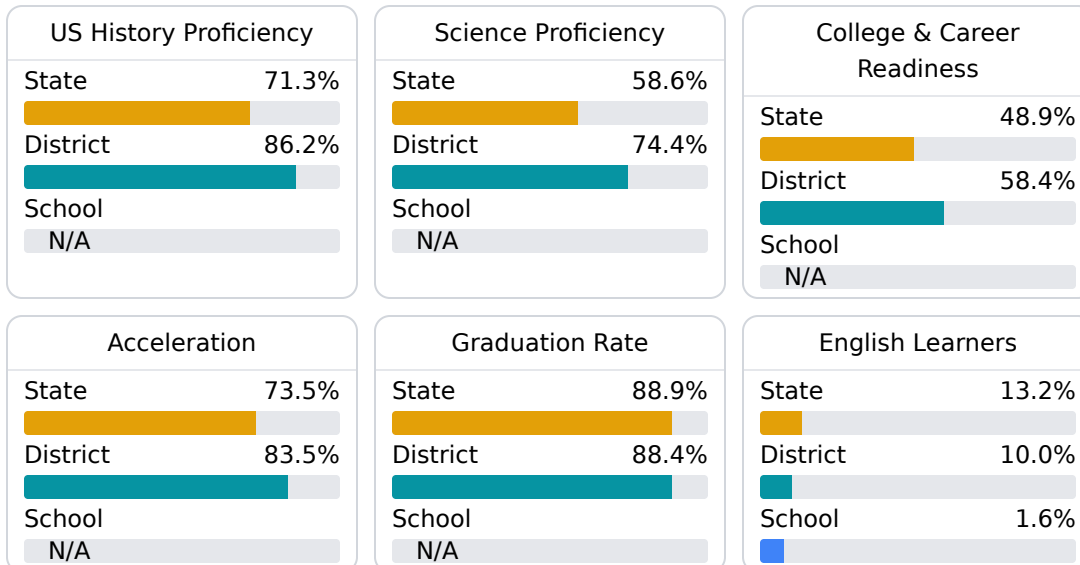 US History Proficiency
State 71.3%
District 86.2%
School
N/A
Science Proficiency
State 58.6%
District 74.4%
School
N/A
College & Career
Readiness
State 48.9%
District 58.4%
School
N/A
Acceleration
State 73.5%
District 83.5%
School
N/A
Graduation Rate
State 88.9%
District 88.4%
School
N/A
English Learners
State 13.2%
District 10.0%
School 1.6%